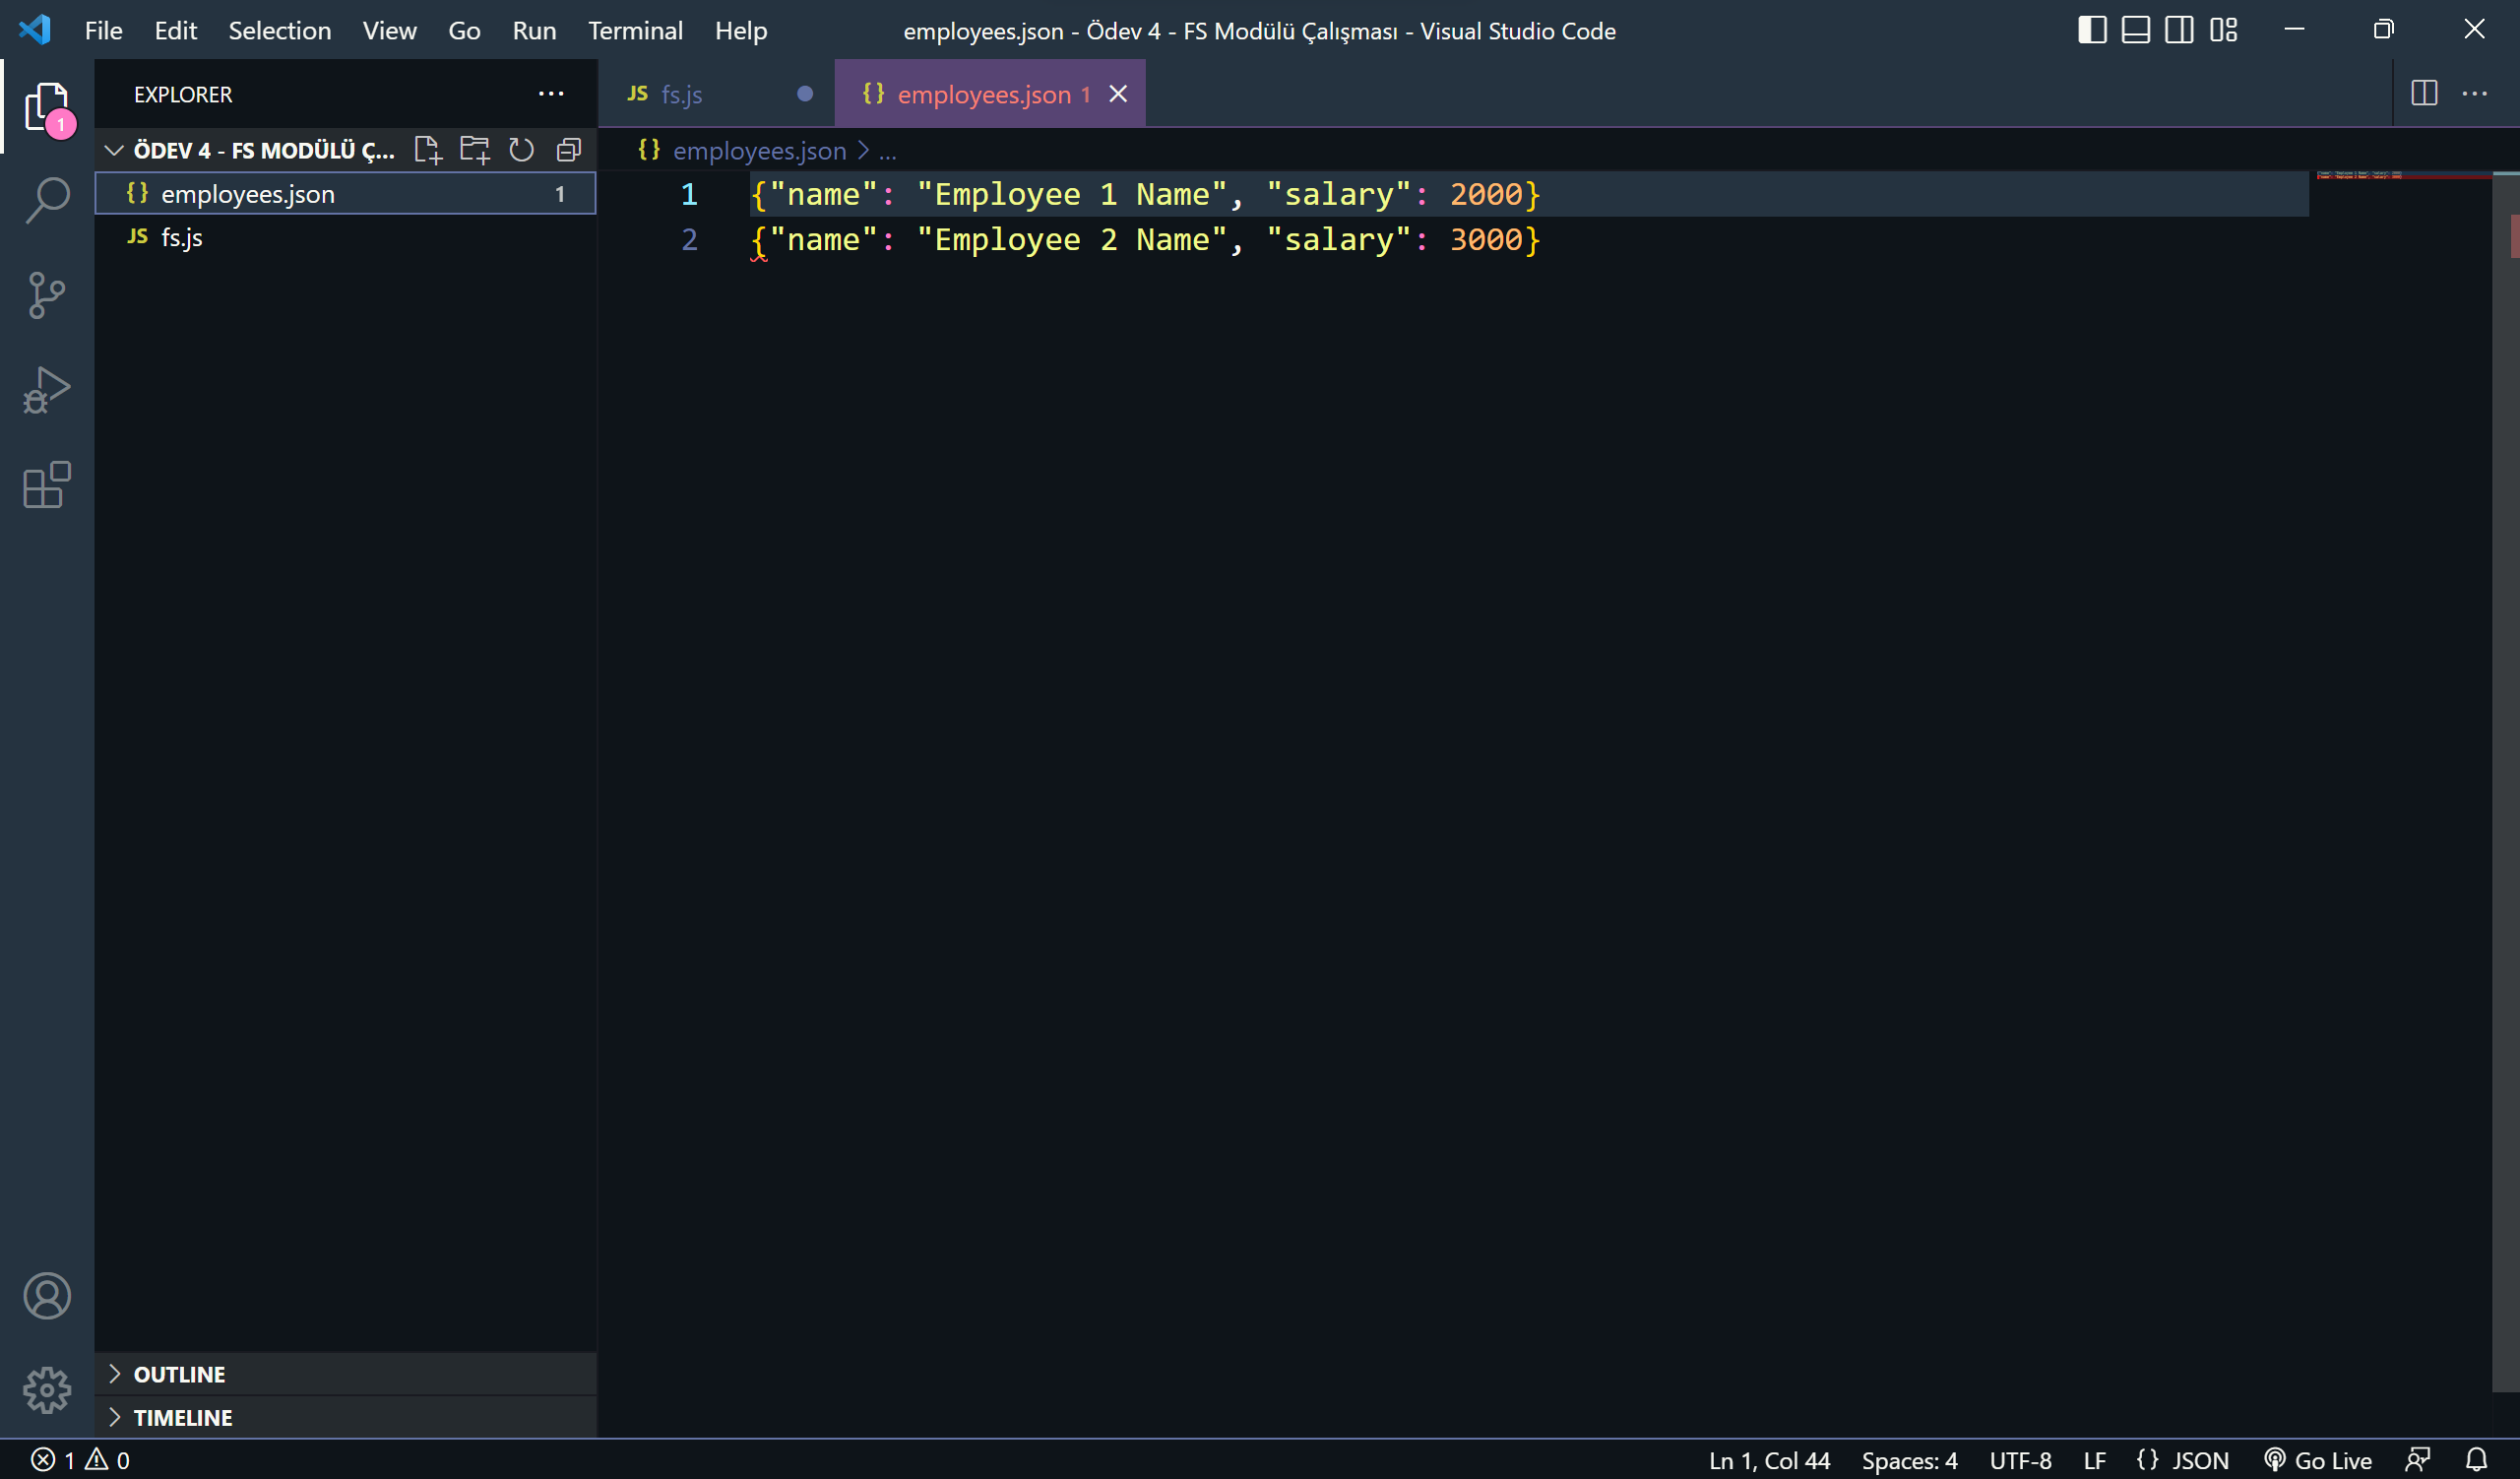 File Edit Selection View Go Run Terminal Help employees.json - Ödev 4 - FS Modülü Çalışması - Visual Studio Code
EXPLORER
JS fs.js
{} employees.json 1
1
ÖDEV 4 - FS MODÜLÜ Ç...
{} employees.json > ...
{} employees.json 1
JS fs.js
1 {"name": "Employee 1 Name", "salary": 2000}
2 {"name": "Employee 2 Name", "salary": 3000}
OUTLINE
TIMELINE
1 0 Ln 1, Col 44 Spaces: 4 UTF-8 LF {} JSON Go Live